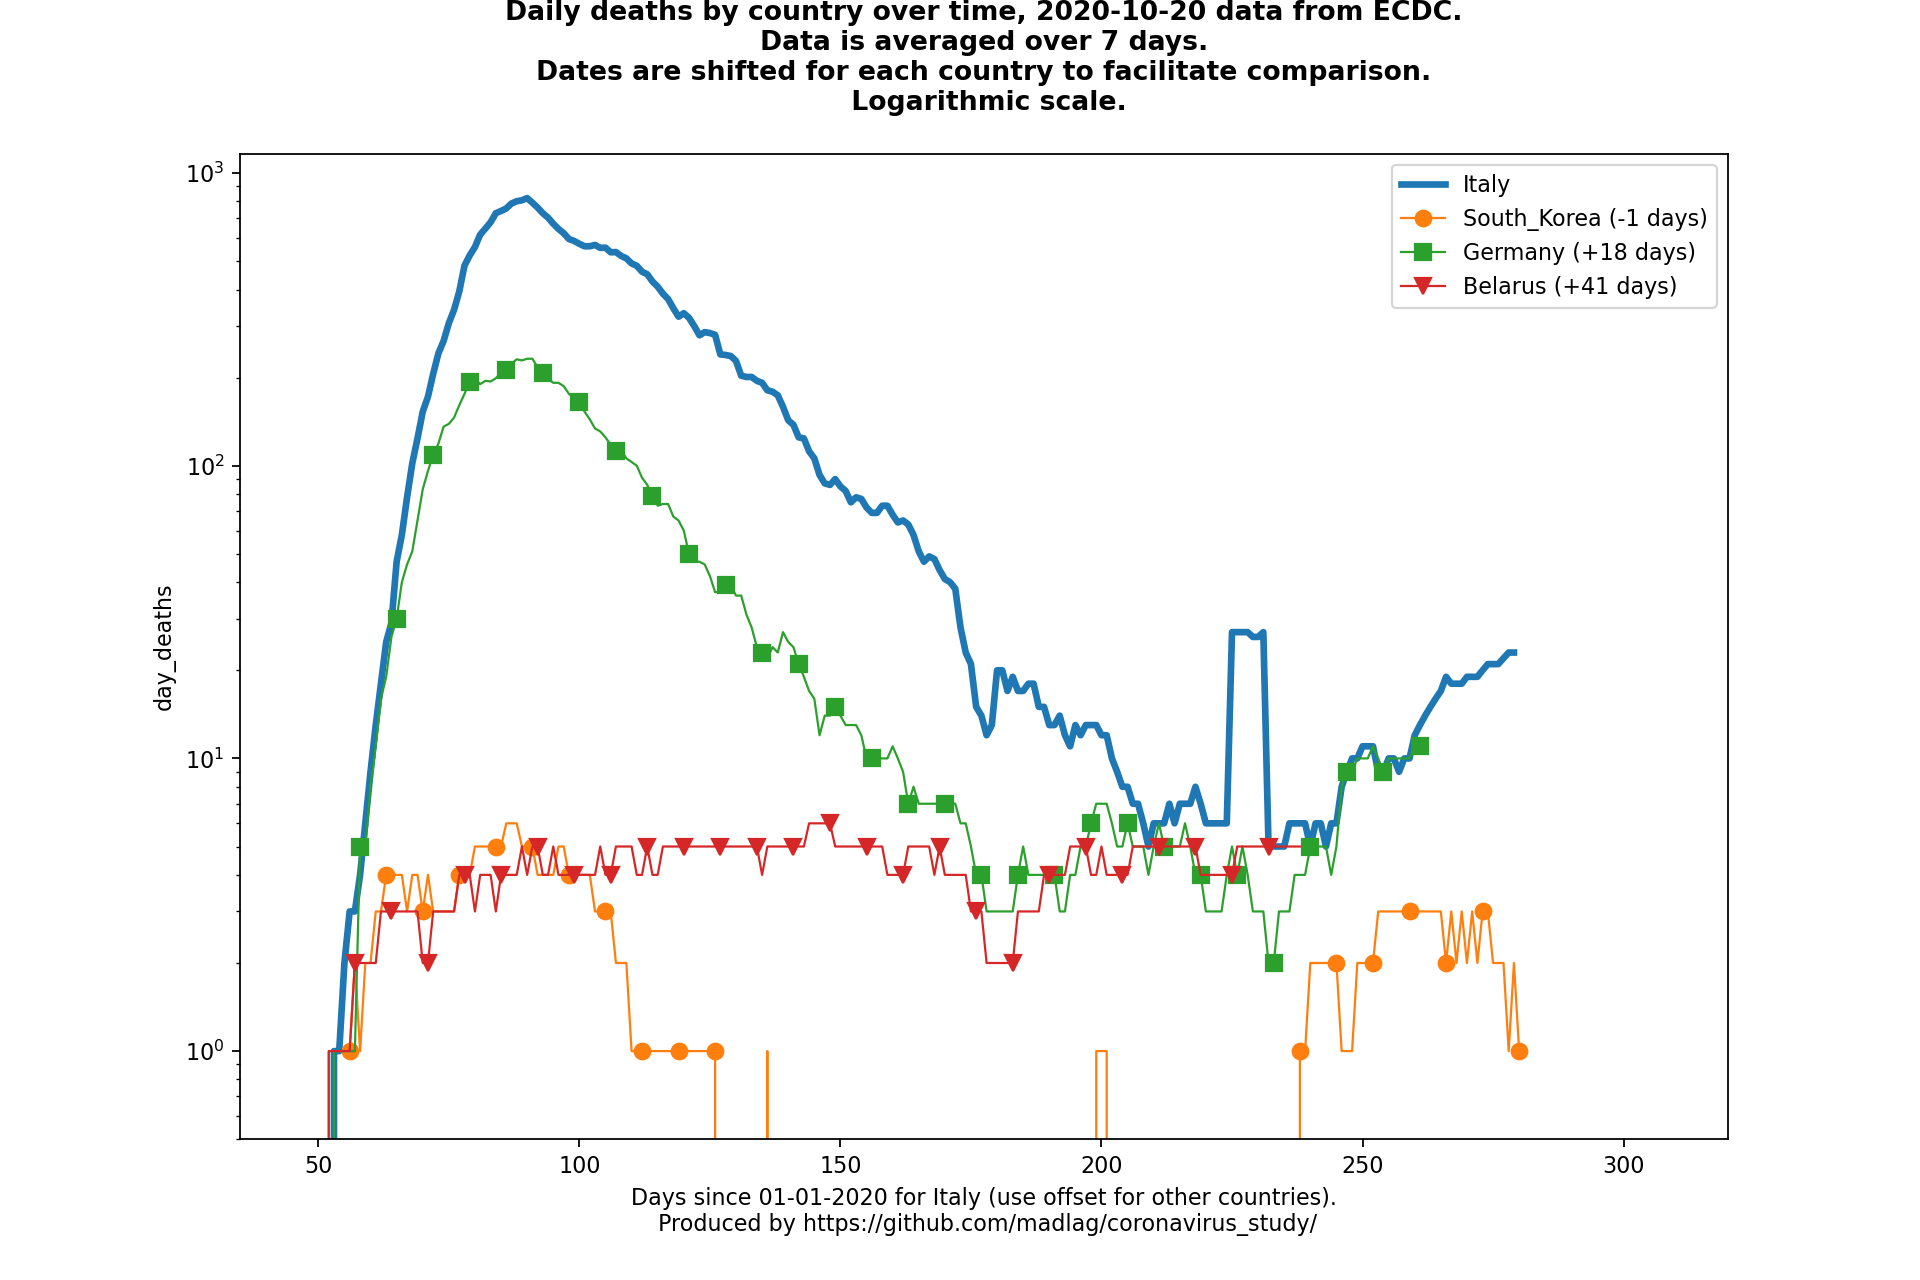 Daily deaths by country over time, 2020-10-20 data from ECDC.
Data is averaged over 7 days.
Dates are shifted for each country to facilitate comparison.
Logarithmic scale.
10³
10²
10¹
10⁰
day_deaths
Italy
South_Korea (-1 days)
Germany (+18 days)
Belarus (+41 days)
50 100 150 200 250 300
Days since 01-01-2020 for Italy (use offset for other countries).
Produced by https://github.com/madlag/coronavirus_study/